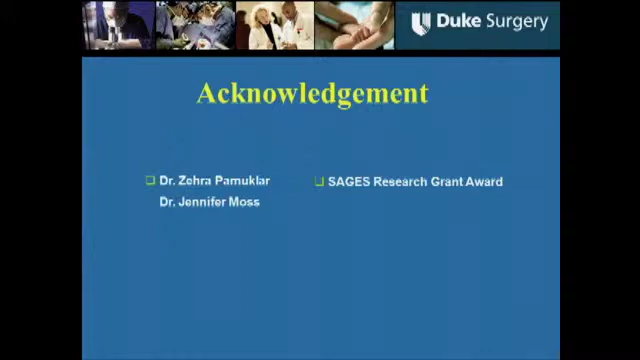 Duke Surgery
Acknowledgement
Dr. Zehra Pamuklar
Dr. Jennifer Moss
SAGES Research Grant Award